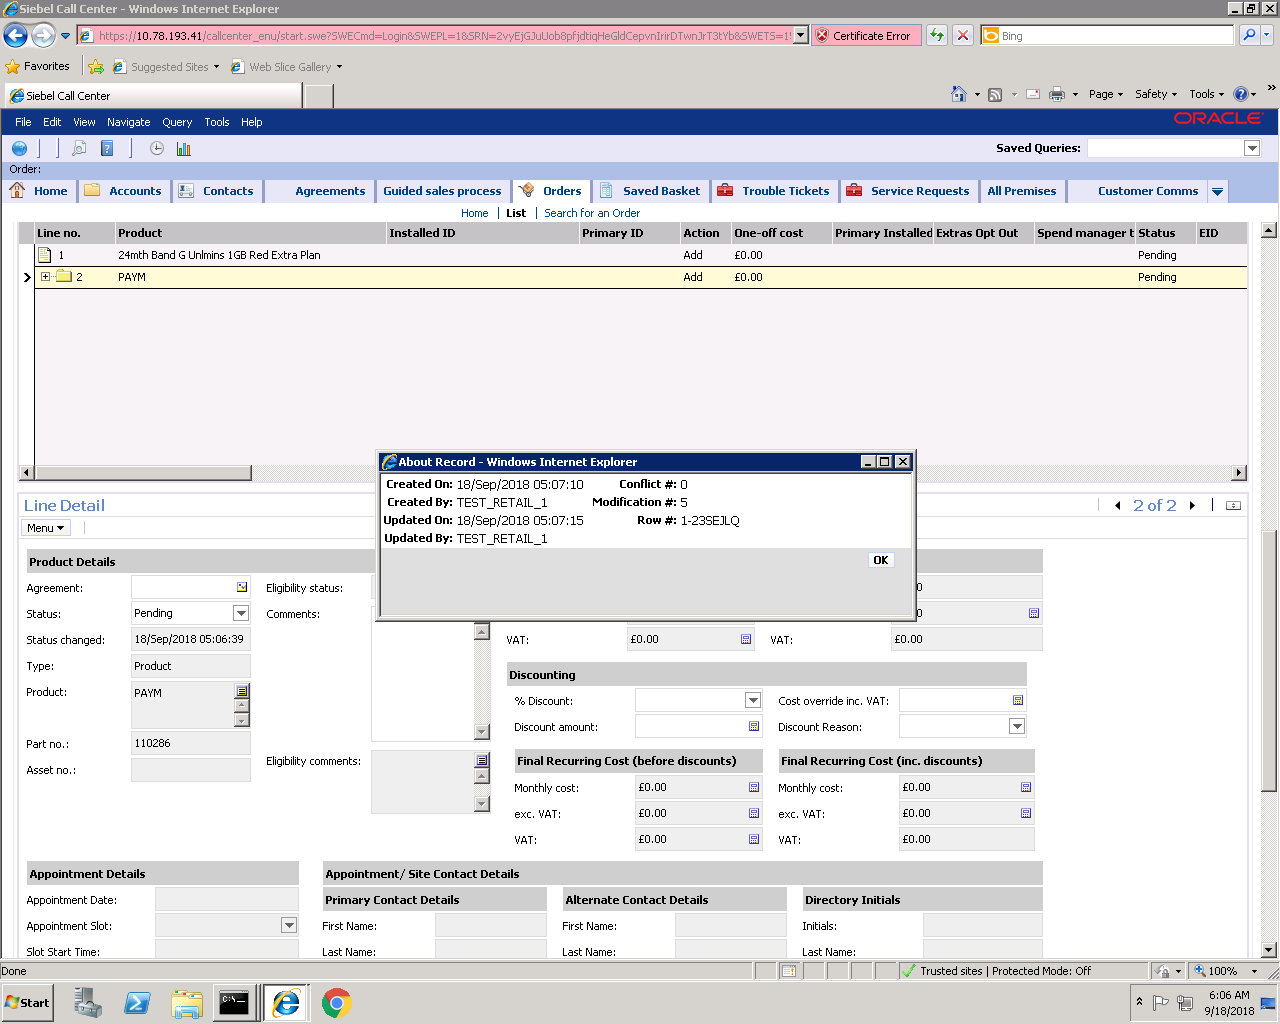 Siebel Call Center - Windows Internet Explorer
https://10.78.193.41/callcenter_enu/start.swe?SWECmd=Login&SWEPL=1&SRN=
Certificate Error
Bing
Favorites
Suggested Sites
Web Slice Gallery
Siebel Call Center
Page
Safety
Tools
File Edit View Navigate Query Tools Help
ORACLE
Saved Queries:
Order:
Home Accounts Contacts Agreements Guided sales process Orders Saved Basket Trouble Tickets Service Requests All Premises Customer Comms
Home | List | Search for an Order
Line no. Product Installed ID Primary ID Action One-off cost Primary Installed Extras Opt Out Spend manager t Status EID
1 24mth Band G Unlmins 1GB Red Extra Plan Add £0.00 Pending
2 PAYM Add £0.00 Pending
About Record - Windows Internet Explorer
Created On: 18/Sep/2018 05:07:10 Conflict #: 0
Created By: TEST_RETAIL_1 Modification #: 5
Updated On: 18/Sep/2018 05:07:15 Row #: 1-23SEJLQ
Updated By: TEST_RETAIL_1
OK
Line Detail
2 of 2
Menu
Product Details
Agreement:
Eligibility status:
Status: Pending
Comments:
Status changed: 18/Sep/2018 05:06:39
VAT: £0.00 VAT: £0.00
Type: Product
Discounting
Product: PAYM
% Discount:
Cost override inc. VAT:
Discount amount:
Discount Reason:
Part no.: 110286
Asset no.:
Eligibility comments:
Final Recurring Cost (before discounts)
Final Recurring Cost (inc. discounts)
Monthly cost: £0.00 Monthly cost: £0.00
exc. VAT: £0.00 exc. VAT: £0.00
VAT: £0.00 VAT: £0.00
Appointment Details
Appointment/ Site Contact Details
Appointment Date:
Primary Contact Details
Alternate Contact Details
Directory Initials
Appointment Slot:
First Name:
First Name:
Initials:
Slot Start Time:
Last Name:
Last Name:
Last Name:
Done
Trusted sites | Protected Mode: Off
100%
Start
6:06 AM
9/18/2018